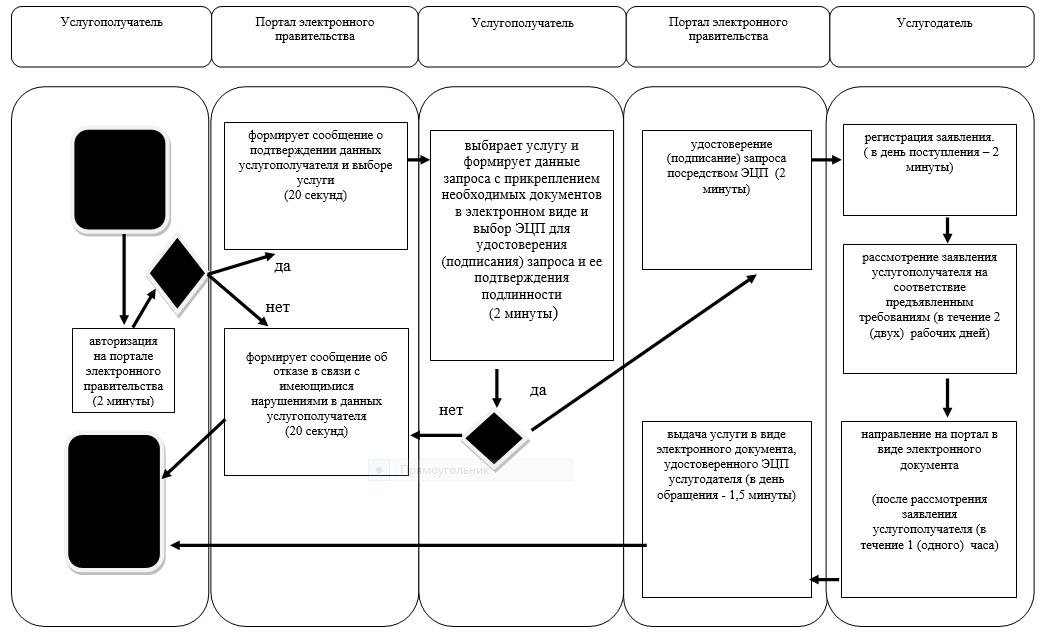 Услугополучатель
Портал электронного
правительства
Услугополучатель
Портал электронного
правительства
Услугодатель
авторизация
на портале
электронного
правительства
(2 минуты)
формирует сообщение о
подтверждении данных
услугополучателя и выборе
услуги
(20 секунд)
да
нет
формирует сообщение об
отказе в связи с
имеющимися
нарушениями в данных
услугополучателя
(20 секунд)
Прямоугольник
выбирает услугу и
формирует данные
запроса с прикреплением
необходимых документов
в электронном виде и
выбор ЭЦП для
удостоверения
(подписания) запроса и ее
подтверждения
подлинности
(2 минуты)
да
нет
удостоверение
(подписание) запроса
посредством ЭЦП (2
минуты)
выдача услуги в виде
электронного документа,
удостоверенного ЭЦП
услугодателя (в день
обращения - 1,5 минуты)
регистрация заявления.
( в день поступления – 2
минуты)
рассмотрение заявления
услугополучателя на
соответствие
предъявленным
требованиям (в течение 2
(двух) рабочих дней)
направление на портал в
виде электронного
документа
(после рассмотрения
заявления
услугополучателя (в
течение 1 (одного) часа)